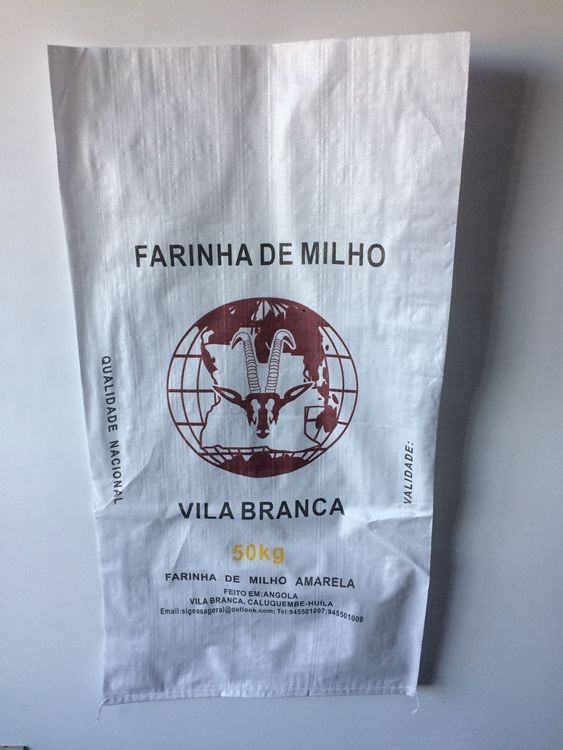 FARINHA DE MILHO
QUALIDADE NACIONAL
VALIDADE:
VILA BRANCA
50kg
FARINHA DE MILHO AMARELA
FEITO EM:ANGOLA
VILA BRANCA, CALUQUEMBE-HUÍLA
Email:sigeasageral@outlook.com; Tel:945501007;945501009